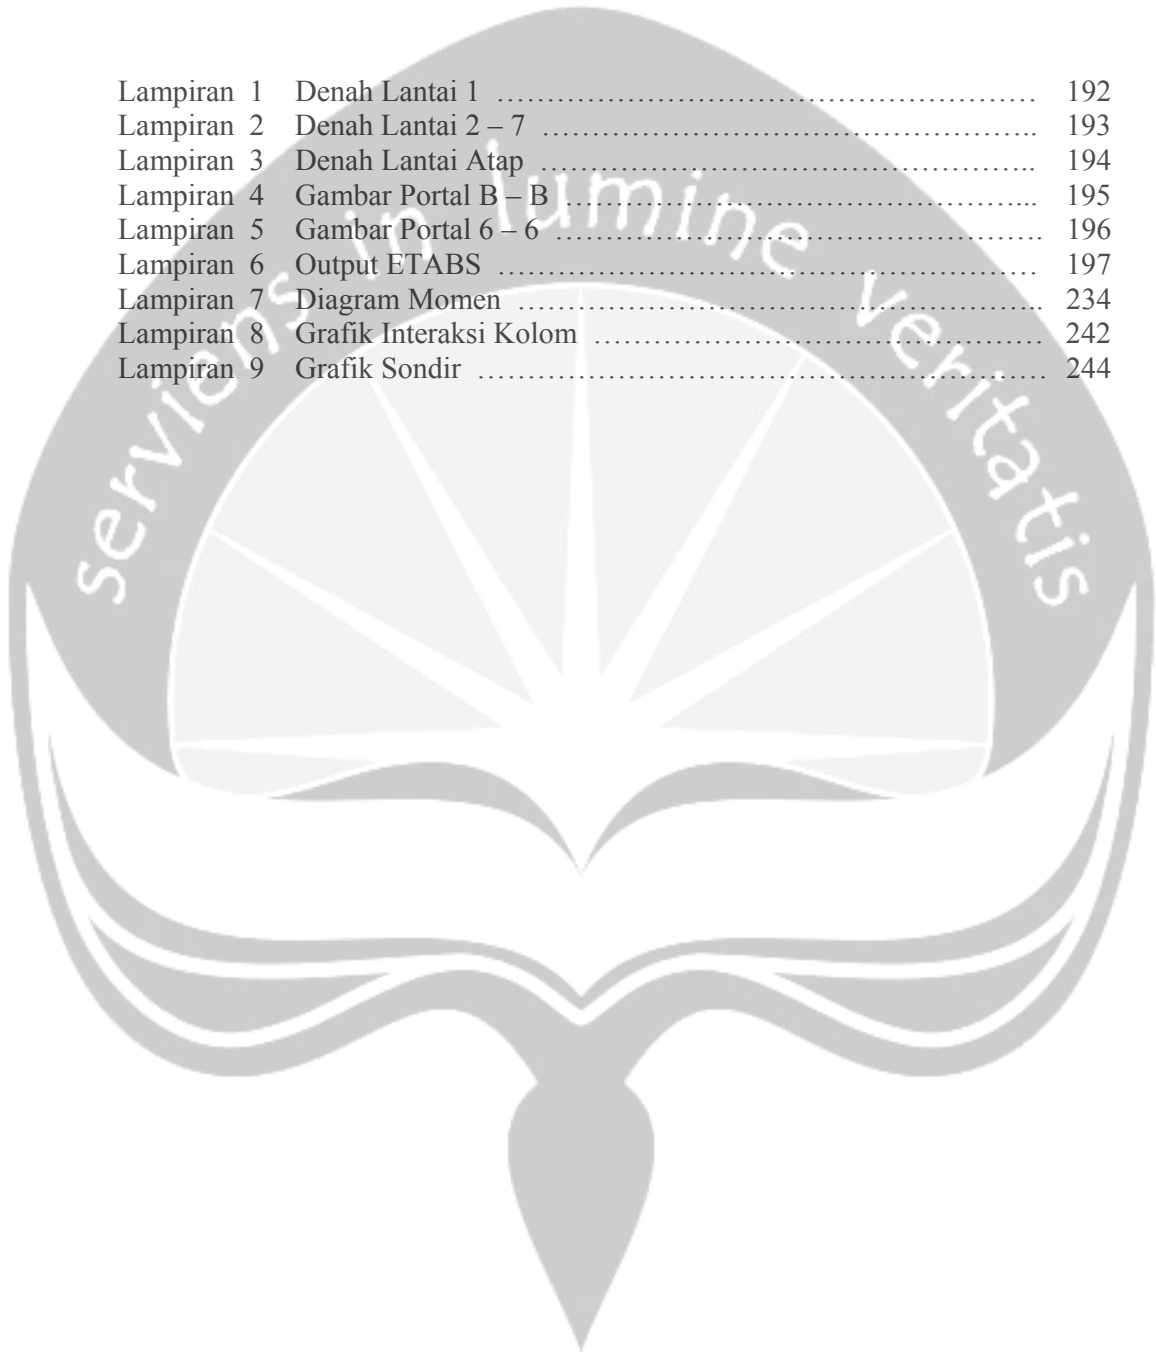 Lampiran 1 Denah Lantai 1 ................................................ 192
Lampiran 2 Denah Lantai 2 – 7 ................................................ 193
Lampiran 3 Denah Lantai Atap ................................................ 194
Lampiran 4 Gambar Portal B – B ................................................ 195
Lampiran 5 Gambar Portal 6 – 6 ................................................ 196
Lampiran 6 Output ETABS ................................................ 197
Lampiran 7 Diagram Momen ................................................ 234
Lampiran 8 Grafik Interaksi Kolom ................................................ 242
Lampiran 9 Grafik Sondir ................................................ 244
serviens in lumine veritatis